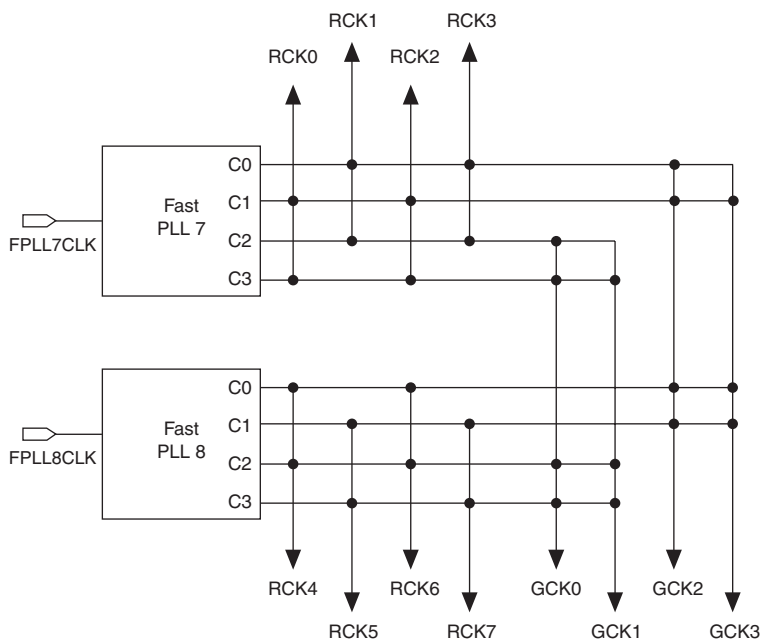 RCK1
RCK3
RCK0
RCK2
C0
C1
Fast
PLL 7
FPLL7CLK
C2
C3
C0
C1
Fast
PLL 8
FPLL8CLK
C2
C3
RCK4
RCK6
GCK0
GCK2
RCK5
RCK7
GCK1
GCK3